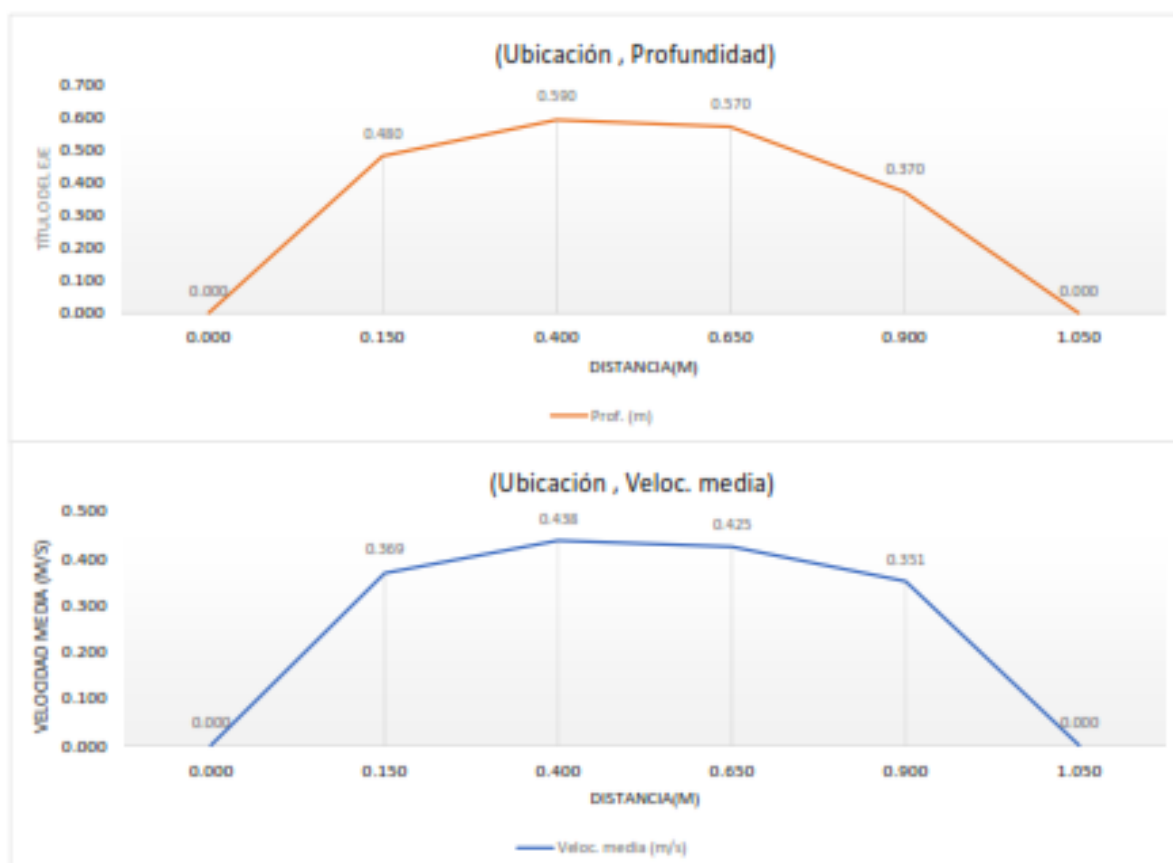 (Ubicación , Profundidad)
0.700
0.600
0.500
0.400
0.300
0.200
0.100
0.000
TÍTULO DEL EJE
0.000
0.480
0.590
0.570
0.370
0.000
0.000 0.150 0.400 0.650 0.900 1.050
DISTANCIA(M)
Prof. (m)
(Ubicación , Veloc. media)
0.500
0.400
0.300
0.200
0.100
0.000
VELOCIDAD MEDIA (M/S)
0.000
0.369
0.438
0.425
0.351
0.000
0.000 0.150 0.400 0.650 0.900 1.050
DISTANCIA(M)
Veloc. media (m/s)